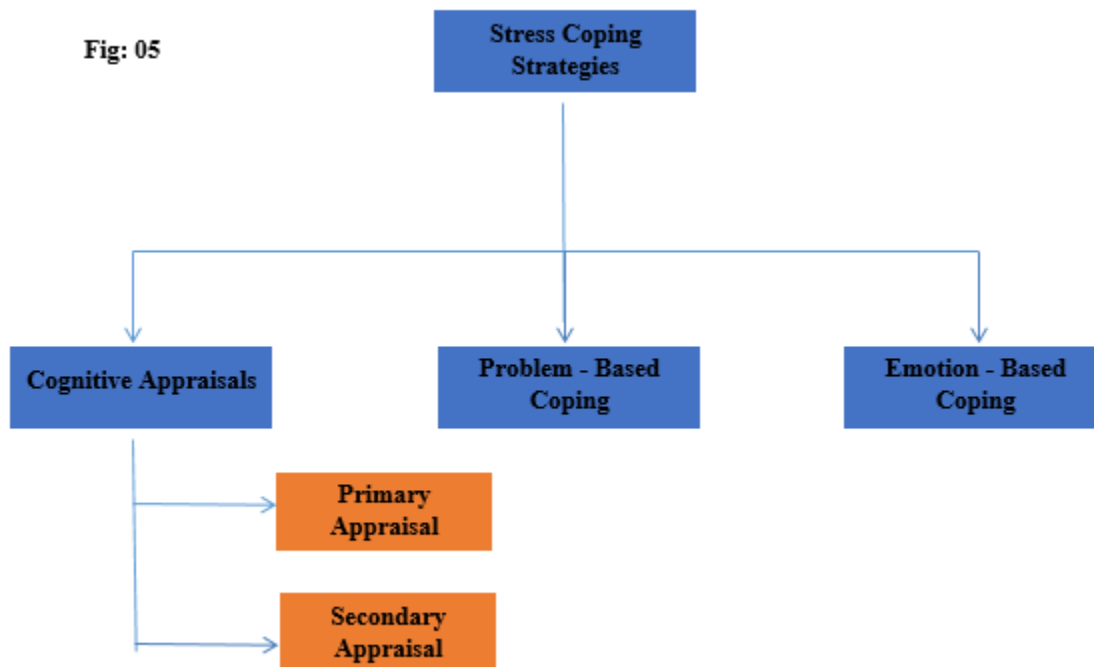 Fig: 05
Stress Coping
Strategies
Cognitive Appraisals
Problem - Based
Coping
Emotion - Based
Coping
Primary
Appraisal
Secondary
Appraisal